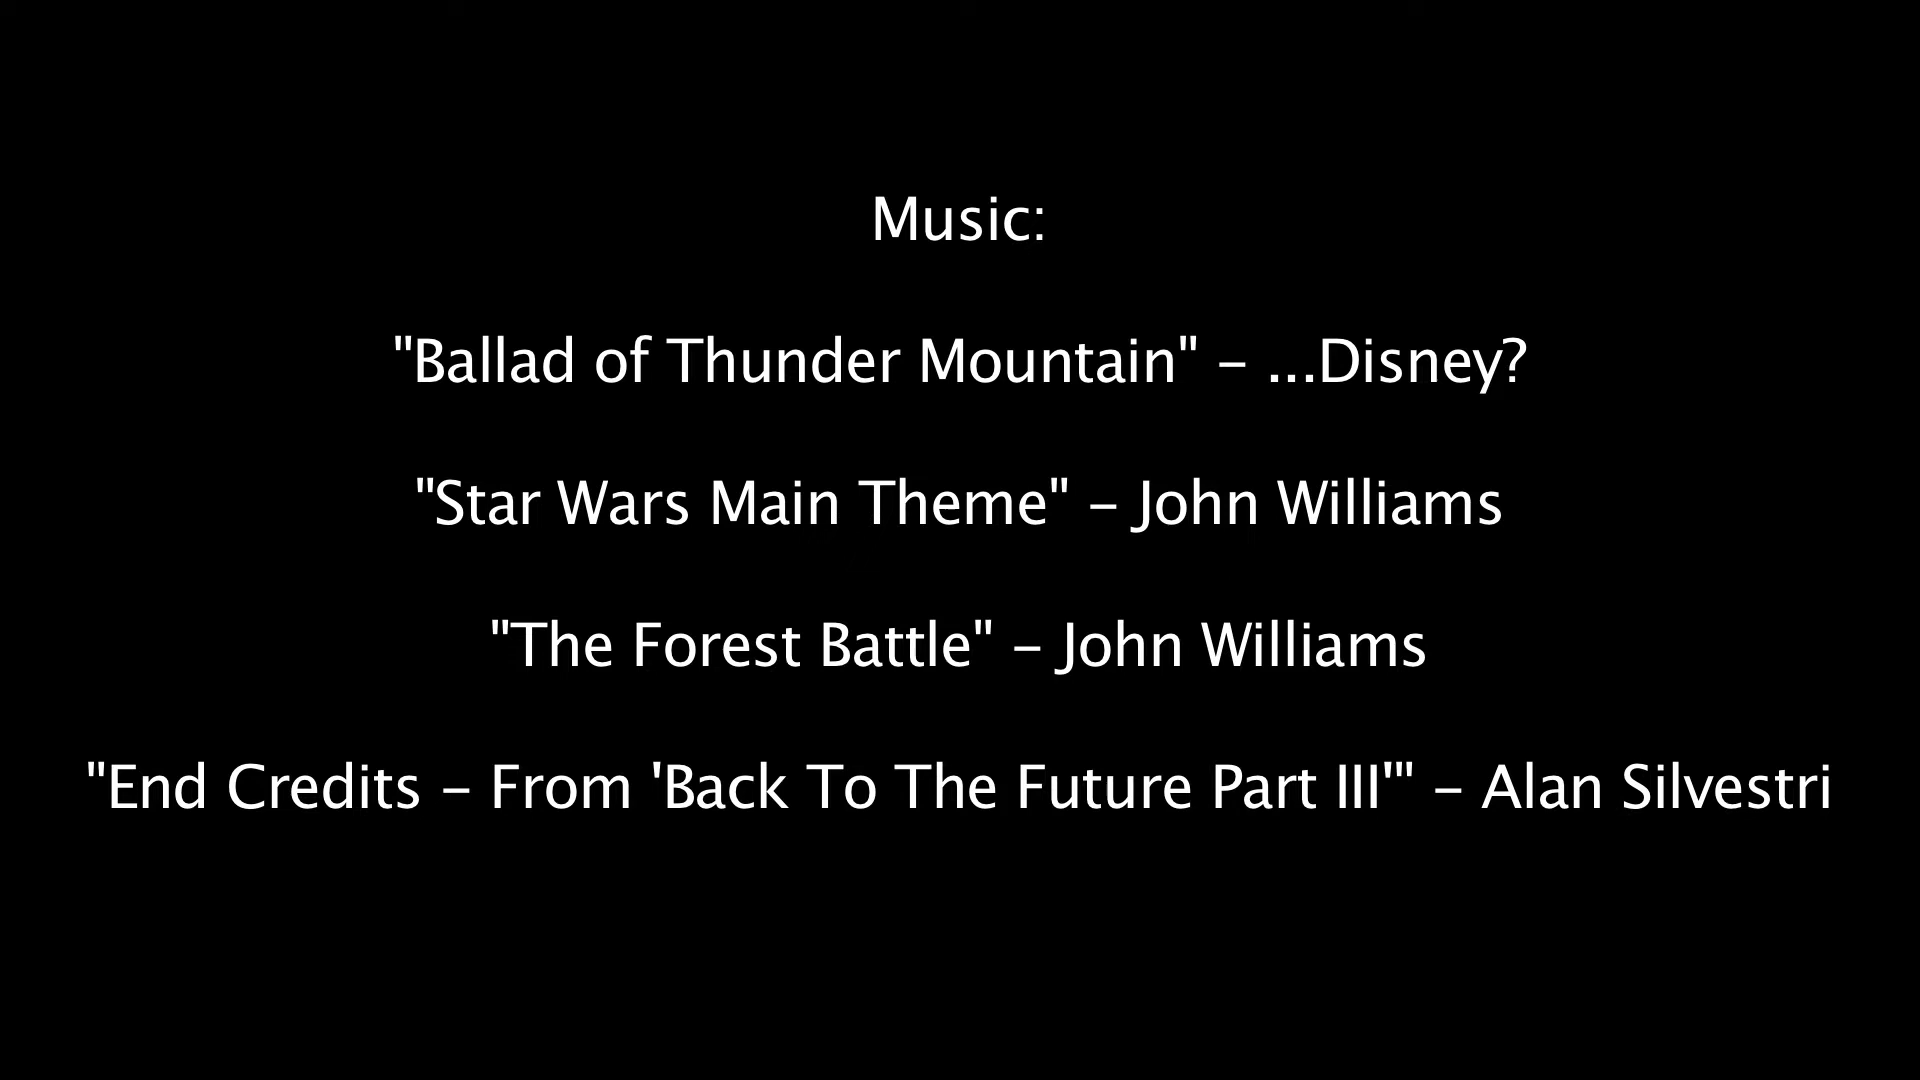 Music:
"Ballad of Thunder Mountain" – ...Disney?
"Star Wars Main Theme" – John Williams
"The Forest Battle" – John Williams
"End Credits – From 'Back To The Future Part III'" – Alan Silvestri